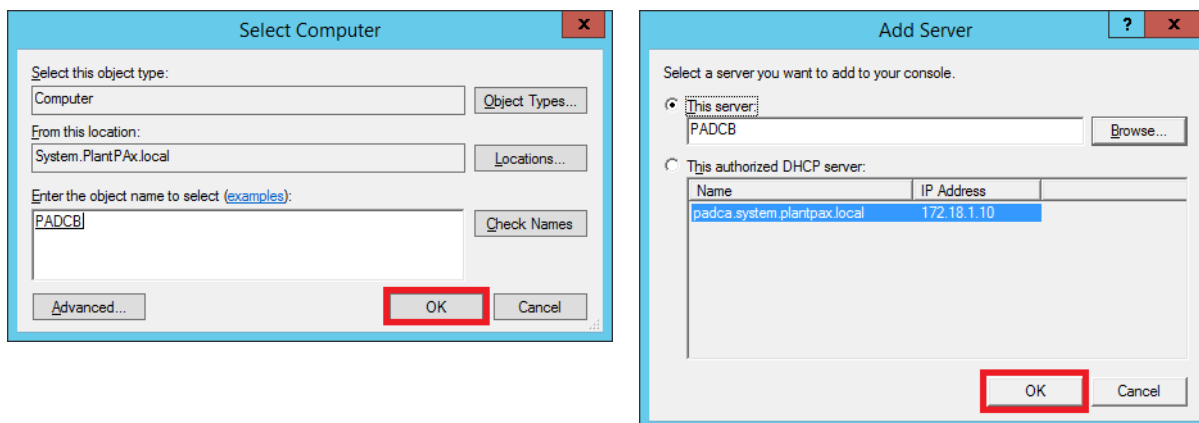 Select Computer
x
Select this object type:
Computer
Object Types...
From this location:
System.PlantPAx.local
Locations...
Enter the object name to select (examples):
PADCB
Check Names
Advanced...
OK
Cancel
Add Server
?
x
Select a server you want to add to your console.
This server:
PADCB
Browse...
This authorized DHCP server:
Name IP Address
padca.system.plantpax.local 172.18.1.10
OK
Cancel